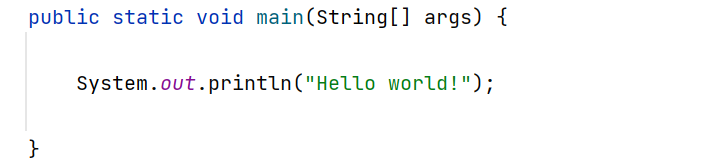 public static void main(String[] args) {
System.out.println("Hello world!");
}